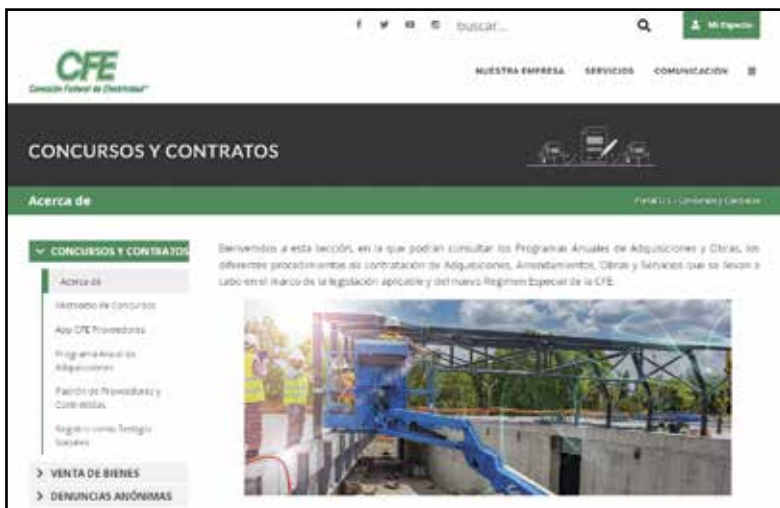 buscar...
Mi Espacio
CFE
Comisión Federal de Electricidad
NUESTRA EMPRESA SERVICIOS COMUNICACIÓN
CONCURSOS Y CONTRATOS
Acerca de
Concursos y Contratos
CONCURSOS Y CONTRATOS
Acerca de
Micrositio de Concursos
App CFE Proveedores
Programa Anual de
Adquisiciones
Padrón de Proveedores y
Contratistas
Registro como Testigos
Sociales
VENTA DE BIENES
DENUNCIAS ANÓNIMAS
Bienvenidos a esta sección, en la que podrán consultar los Programas Anuales de Adquisiciones y Obras, los
diferentes procedimientos de contratación de Adquisiciones, Arrendamientos, Obras y Servicios que se llevan a
cabo en el marco de la legislación aplicable y del nuevo Régimen Especial de la CFE.